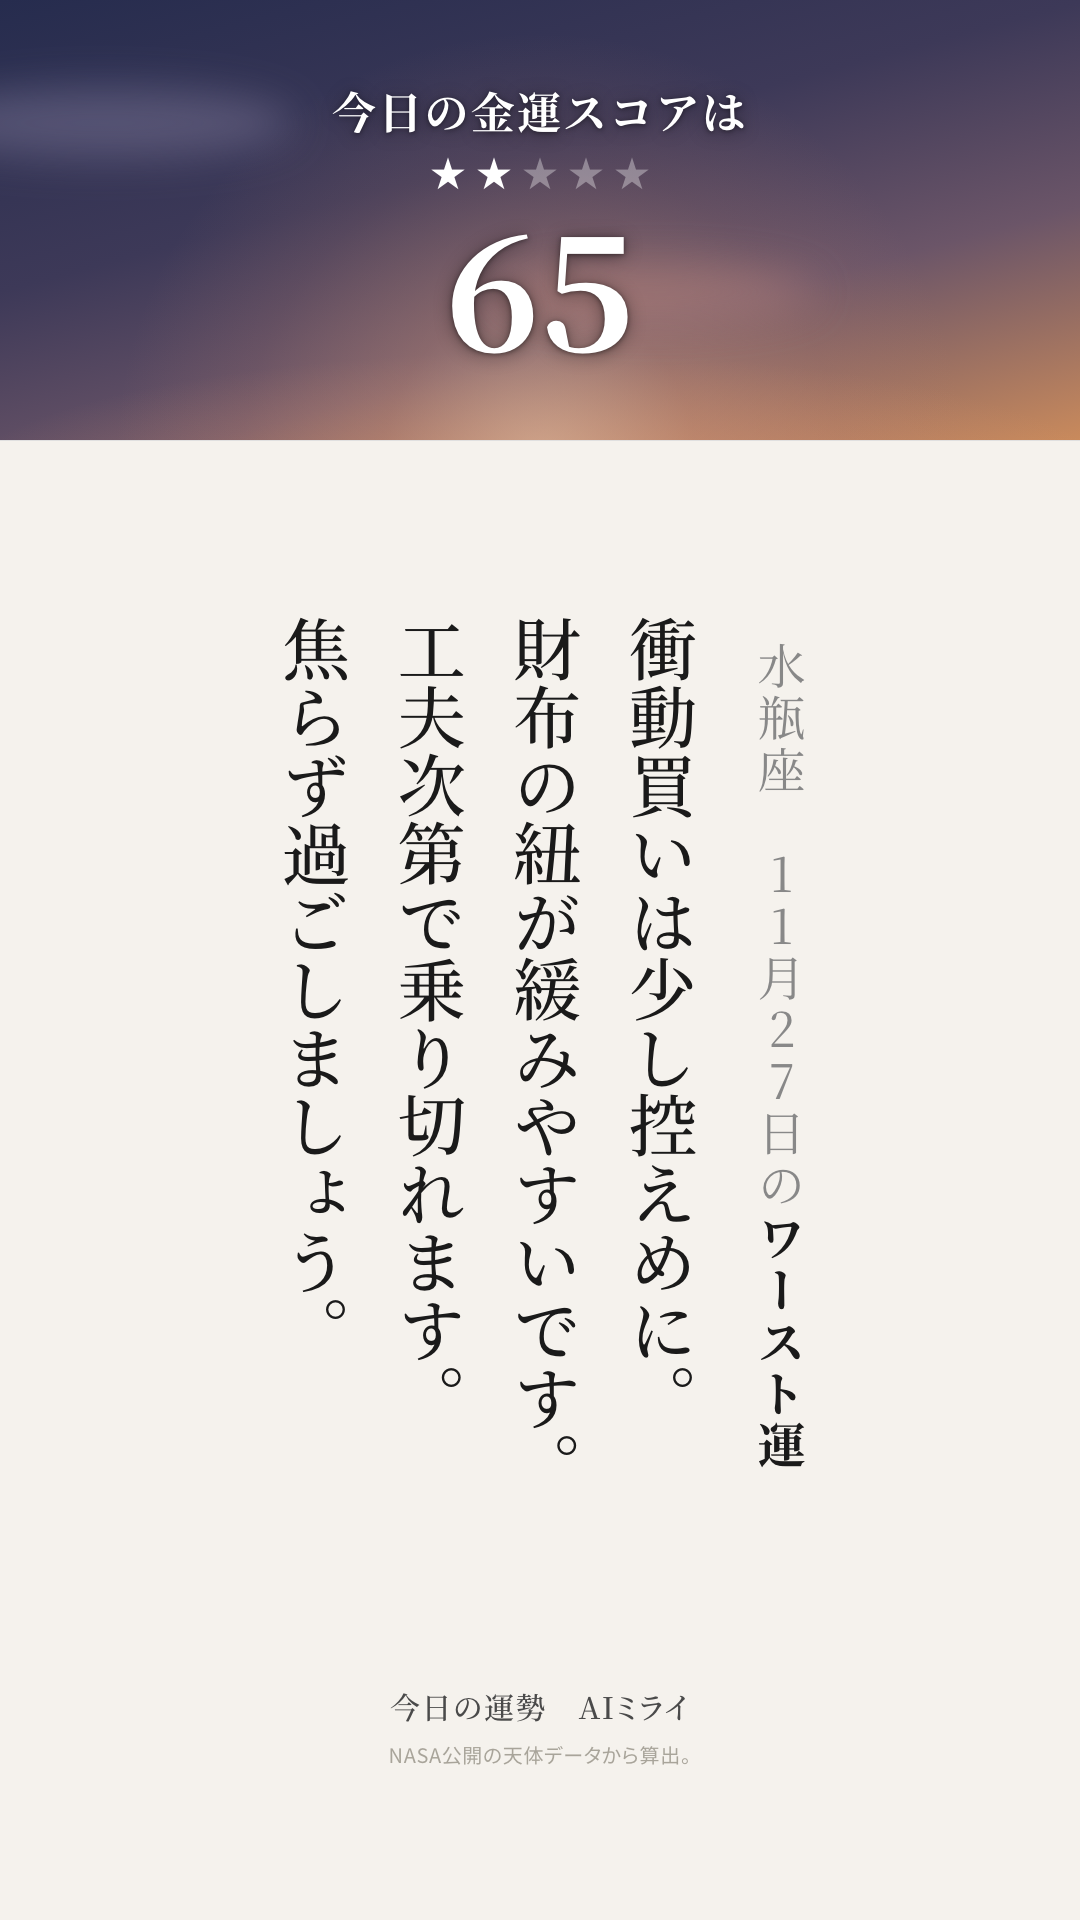 今日の金運スコアは
★★★★★
65
水瓶座　11月27日のワースト運
衝動買いは少し控えめに。
財布の紐が緩みやすいです。
工夫次第で乗り切れます。
焦らず過ごしましょう。
今日の運勢　AIミライ
NASA公開の天体データから算出。